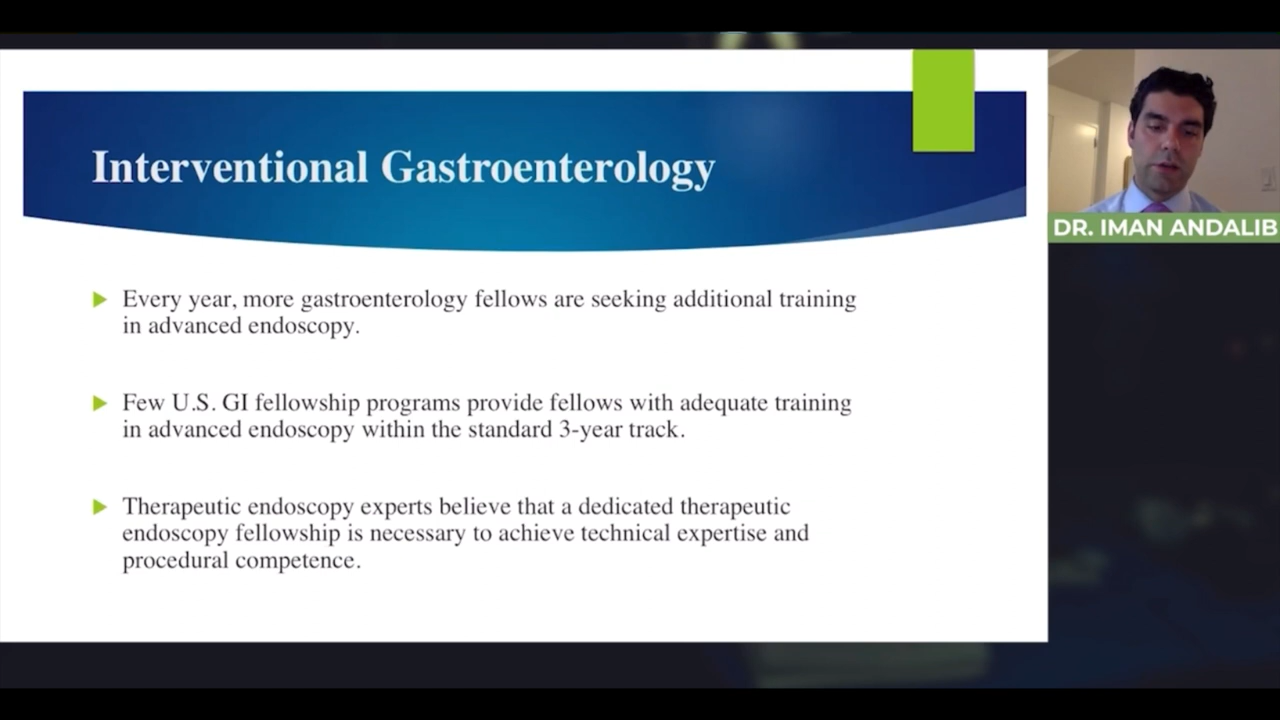 Interventional Gastroenterology
DR. IMAN ANDALIB
Every year, more gastroenterology fellows are seeking additional training
in advanced endoscopy.
Few U.S. GI fellowship programs provide fellows with adequate training
in advanced endoscopy within the standard 3-year track.
Therapeutic endoscopy experts believe that a dedicated therapeutic
endoscopy fellowship is necessary to achieve technical expertise and
procedural competence.